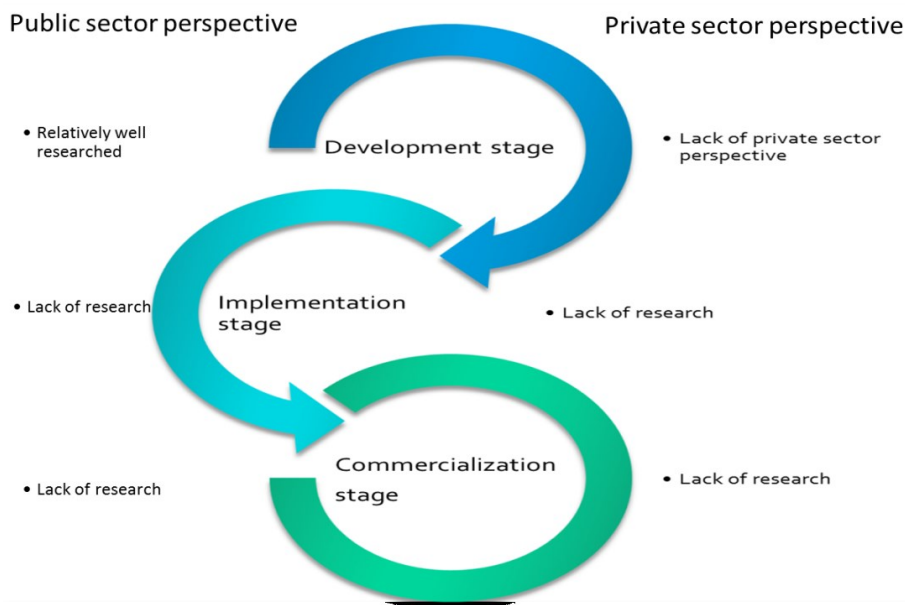 Public sector perspective
Private sector perspective
• Relatively well
researched
Development stage
• Lack of private sector
perspective
• Lack of research
Implementation
stage
• Lack of research
• Lack of research
Commercialization
stage
• Lack of research